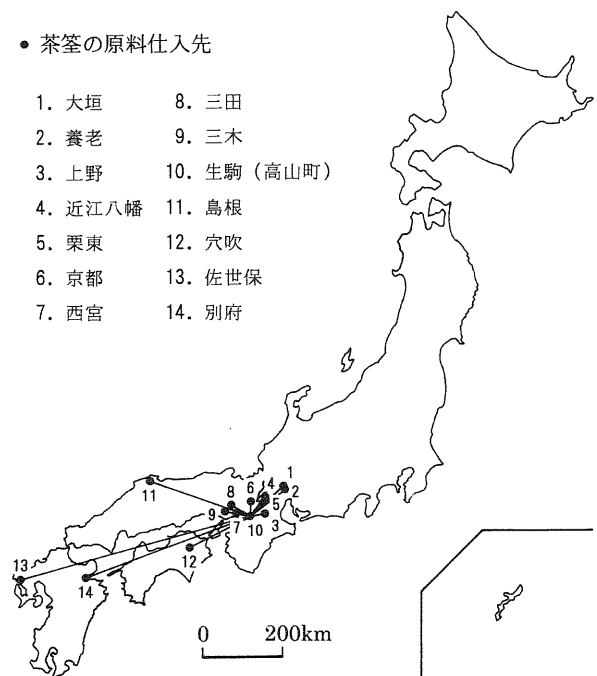 ● 茶筌の原料仕入先
1. 大垣
2. 養老
3. 上野
4. 近江八幡
5. 栗東
6. 京都
7. 西宮
8. 三田
9. 三木
10. 生駒（高山町）
11. 島根
12. 穴吹
13. 佐世保
14. 別府
1
2
4
6
5
8
11
9
7
10
3
12
13
14
0 200km